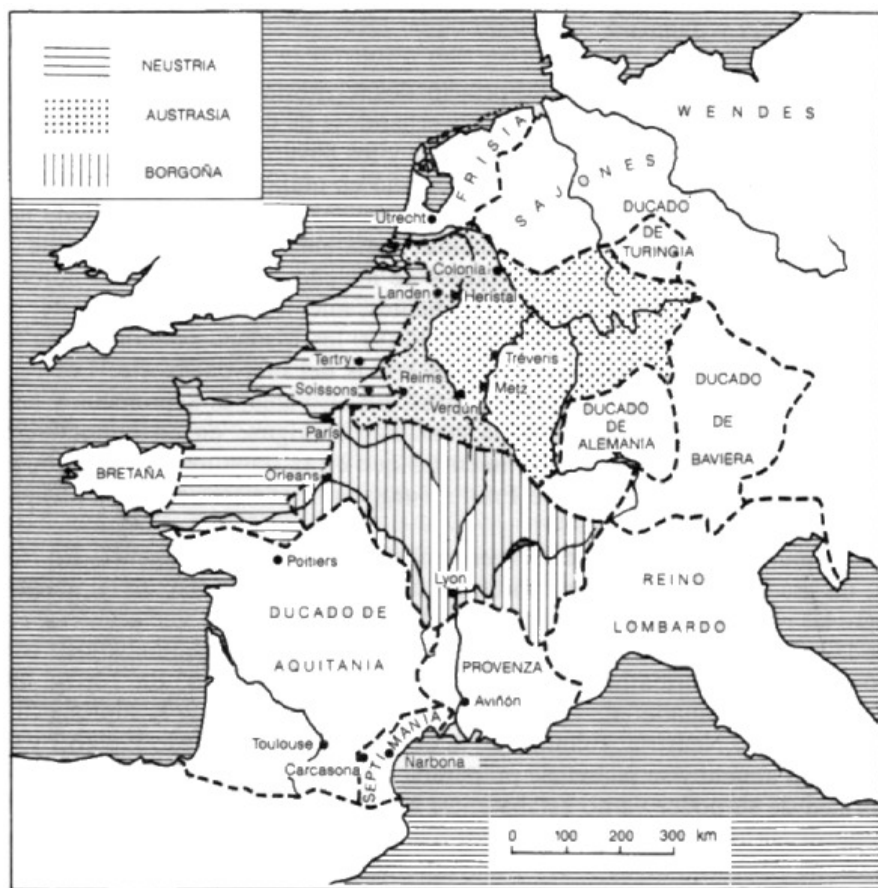 NEUSTRIA
AUSTRASIA
BORGOÑA
WENDES
FRISIA
SAJONES
Utrecht
DUCADO
DE
TURINGIA
Colonia
Landen
Heristal
Tertry
Tréveris
Soissons
Reims
Metz
Verdún
DUCADO
DE
ALEMANIA
DUCADO
DE
BAVIERA
París
BRETAÑA
Orleans
Poitiers
Lyon
REINO
LOMBARDO
DUCADO DE
AQUITANIA
PROVENZA
Aviñón
SEPTIMANIA
Toulouse
Carcasona
Narbona
0 100 200 300 km